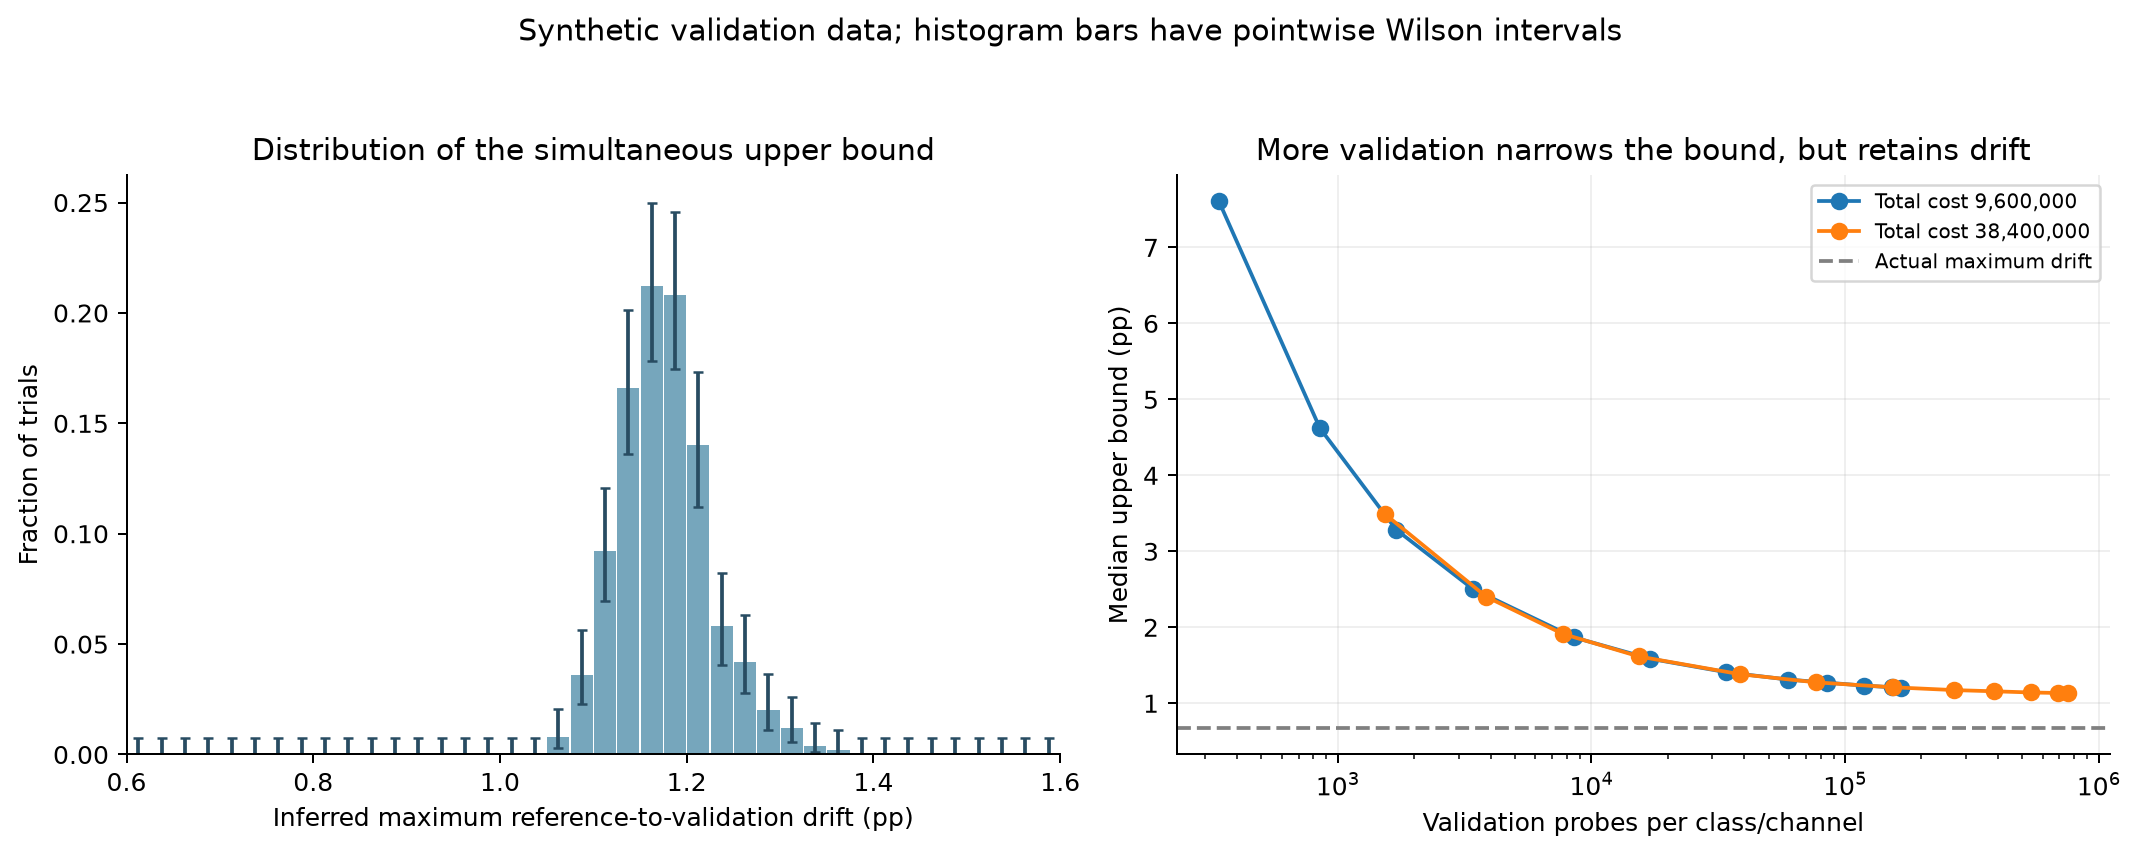 Synthetic validation data; histogram bars have pointwise Wilson intervals
Distribution of the simultaneous upper bound
0.25
0.20
0.15
0.10
0.05
0.00
Fraction of trials
0.6 0.8 1.0 1.2 1.4 1.6
Inferred maximum reference-to-validation drift (pp)
More validation narrows the bound, but retains drift
Total cost 9,600,000
Total cost 38,400,000
Actual maximum drift
7
6
5
4
3
2
1
Median upper bound (pp)
10³ 10⁴ 10⁵ 10⁶
Validation probes per class/channel